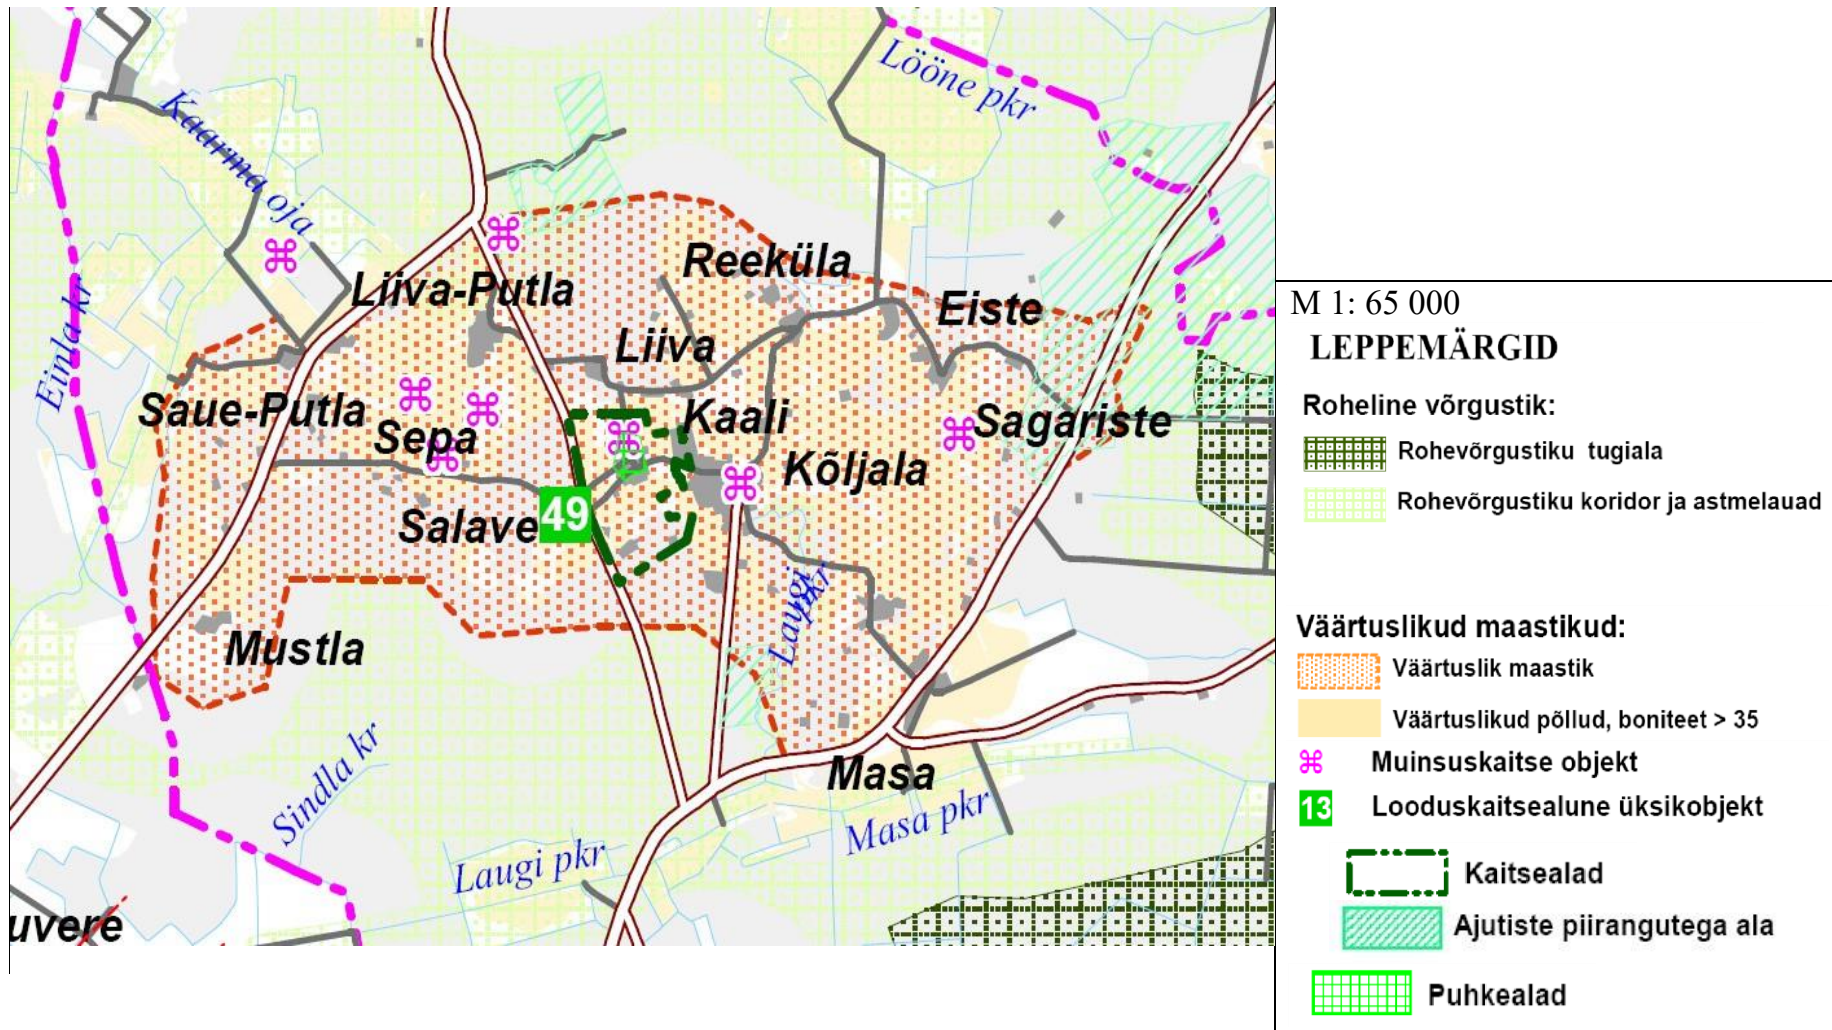 Lööne pkr
Kaarma oja
Reeküla
Liiva-Putla
Eiste
Einla kr
Liiva
Saue-Putla
Kaali
Sagariste
Sepa
Kõljala
Salave
49
Laugi
pkr
Mustla
Sindla kr
Masa
Masa pkr
Laugi pkr
uvere
M 1: 65 000
LEPPEMÄRGID
Roheline võrgustik:
Rohevõrgustiku tugiala
Rohevõrgustiku koridor ja astmelauad
Väärtuslikud maastikud:
Väärtuslik maastik
Väärtuslikud põllud, boniteet > 35
Muinsuskaitse objekt
13 Looduskaitsealune üksikobjekt
Kaitsealad
Ajutiste piirangutega ala
Puhkealad